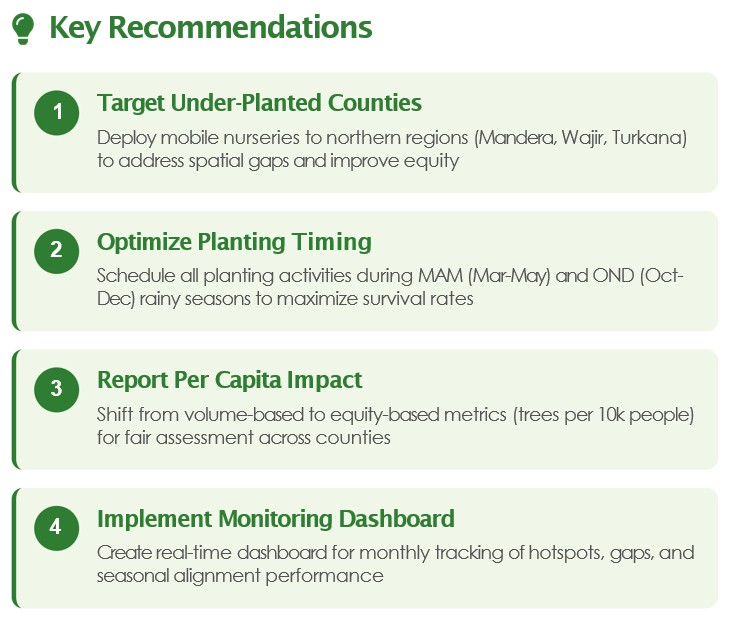 Key Recommendations
1
Target Under-Planted Counties
Deploy mobile nurseries to northern regions (Mandera, Wajir, Turkana)
to address spatial gaps and improve equity
2
Optimize Planting Timing
Schedule all planting activities during MAM (Mar-May) and OND (Oct-
Dec) rainy seasons to maximize survival rates
3
Report Per Capita Impact
Shift from volume-based to equity-based metrics (trees per 10k people)
for fair assessment across counties
4
Implement Monitoring Dashboard
Create real-time dashboard for monthly tracking of hotspots, gaps, and
seasonal alignment performance